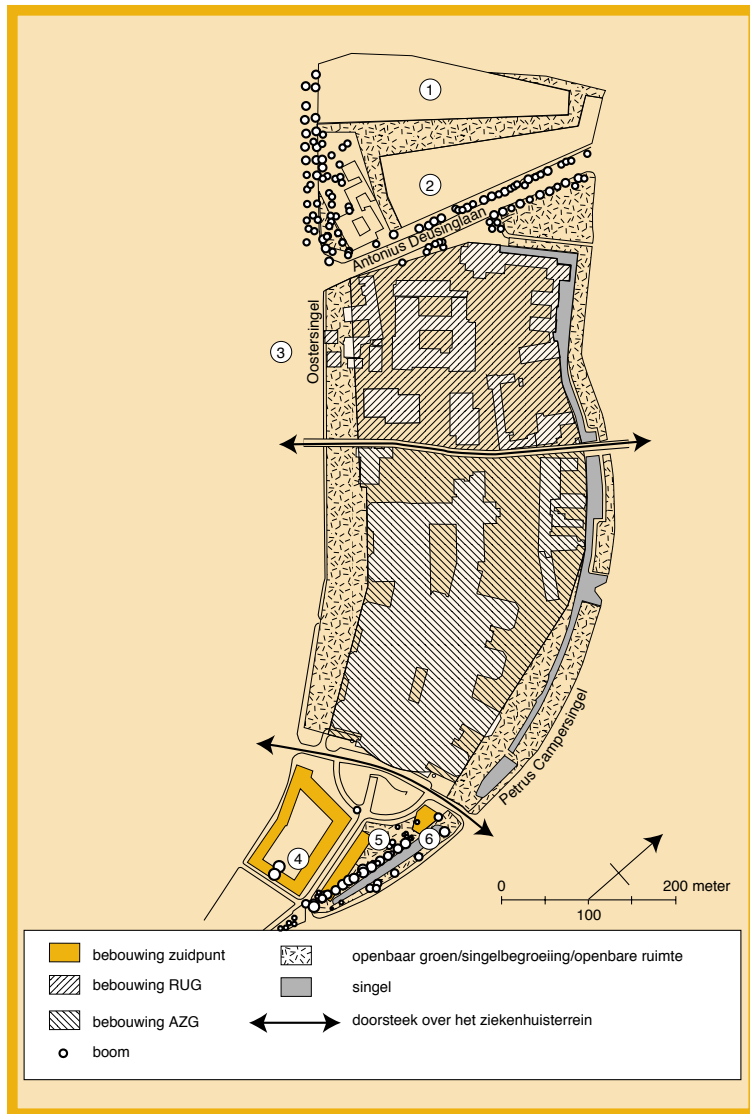 1
2
Antonius Deusinglaan
Oostersingel
3
Petrus Campersingel
4
5
6
0
200 meter
100
bebouwing zuidpunt
bebouwing RUG
bebouwing AZG
boom
openbaar groen/singelbegroeiing/openbare ruimte
singel
doorsteek over het ziekenhuisterrein